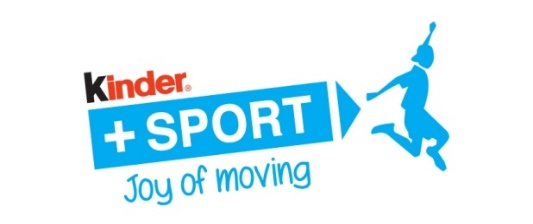 Kinder®
+ SPORT
Joy of moving